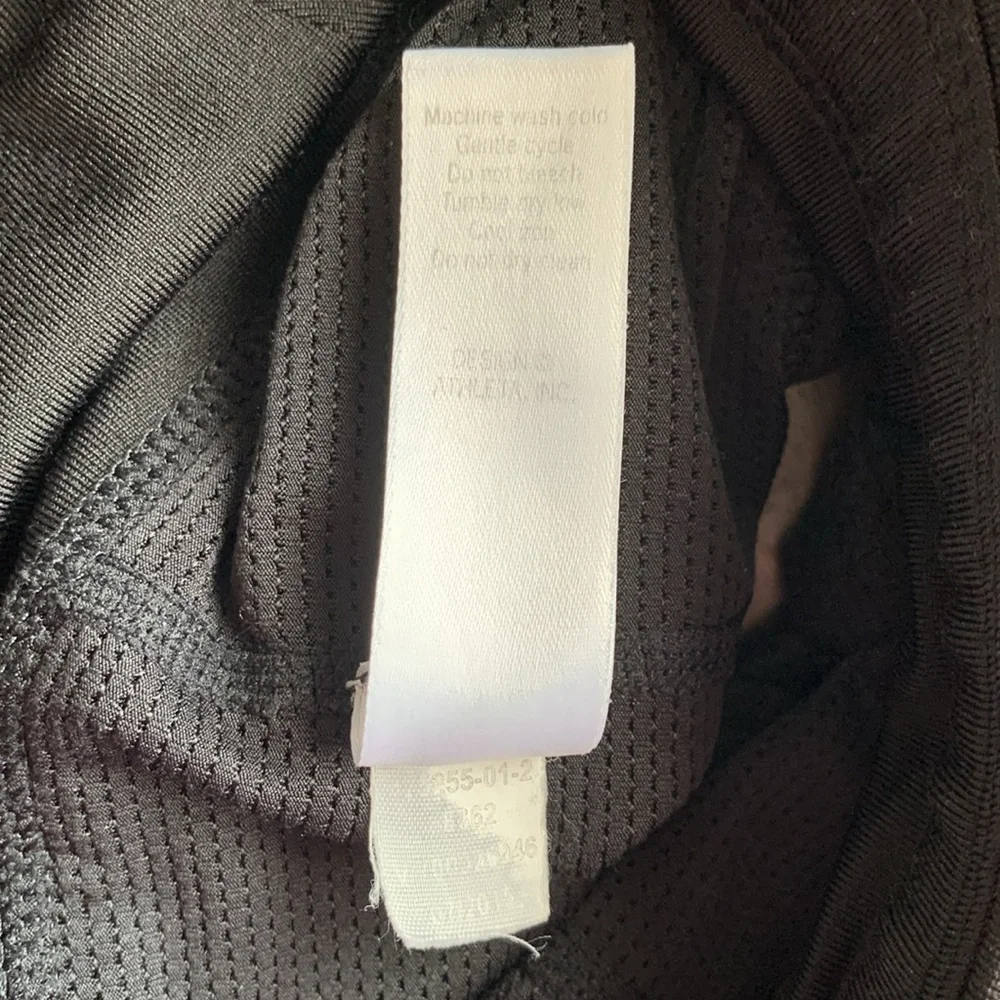 Machine wash cold
Gentle cycle
Do not bleach
Tumble dry low
Cool iron
Do not dry clean
DESIGN ©
ATHLETA, INC.
255-01-2